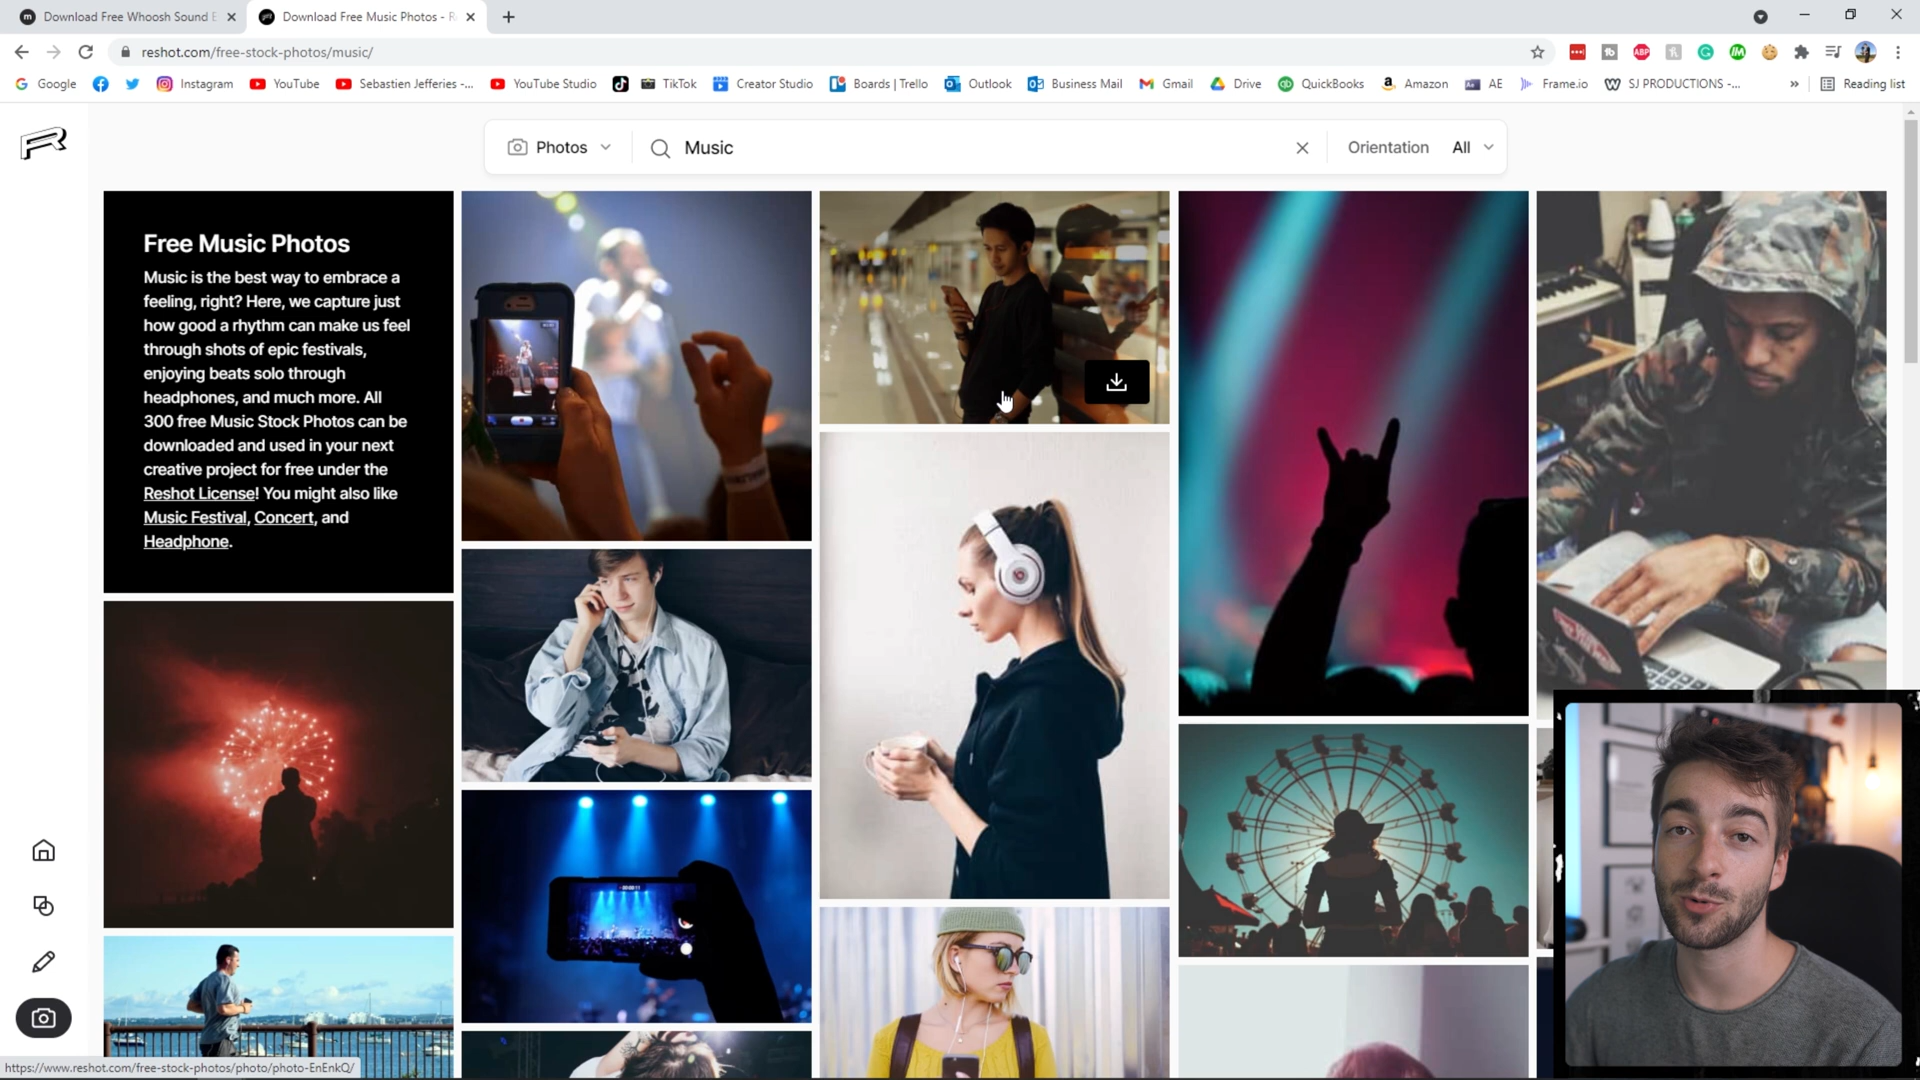 Download Free Whoosh Sound E
Download Free Music Photos - R
reshot.com/free-stock-photos/music/
Google
Instagram
YouTube
Sebastien Jefferies -...
YouTube Studio
TikTok
Creator Studio
Boards | Trello
Outlook
Business Mail
Gmail
Drive
QuickBooks
Amazon
AE
Frame.io
SJ PRODUCTIONS -...
Reading list
Photos
Music
Orientation
All
Free Music Photos
Music is the best way to embrace a
feeling, right? Here, we capture just
how good a rhythm can make us feel
through shots of epic festivals,
enjoying beats solo through
headphones, and much more. All
300 free Music Stock Photos can be
downloaded and used in your next
creative project for free under the
Reshot License! You might also like
Music Festival, Concert, and
Headphone.
https://www.reshot.com/free-stock-photos/photo/photo-EnEnkQ/